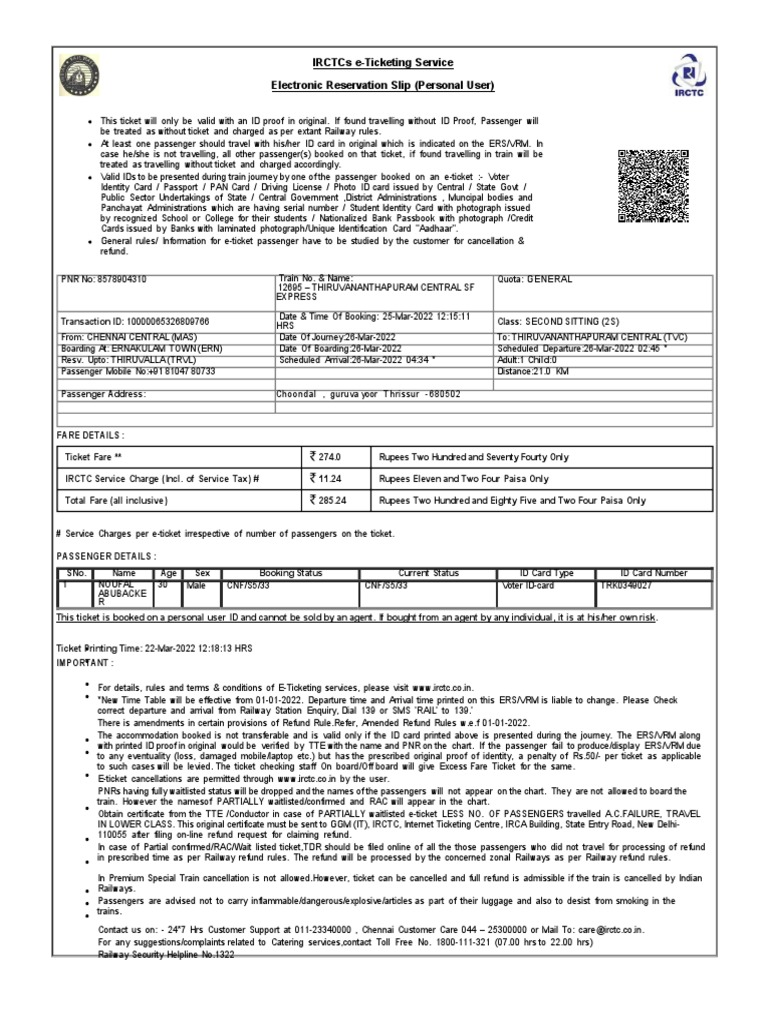 IRCTCs e-Ticketing Service
Electronic Reservation Slip (Personal User)
IRCTC
• This ticket will only be valid with an ID proof in original. If found travelling without ID Proof, Passenger will
be treated as without ticket and charged as per extant Railway rules.
• At least one passenger should travel with his/her ID card in original which is indicated on the ERS/VRM. In
case he/she is not travelling, all other passenger(s) booked on that ticket, if found travelling in train will be
treated as travelling without ticket and charged accordingly.
• Valid IDs to be presented during train journey by one of the passenger booked on an e-ticket :- Voter
Identity Card / Passport / PAN Card / Driving License / Photo ID card issued by Central / State Govt /
Public Sector Undertakings of State / Central Government ,District Administrations , Muncipal bodies and
Panchayat Administrations which are having serial number / Student Identity Card with photograph issued
by recognized School or College for their students / Nationalized Bank Passbook with photograph /Credit
Cards issued by Banks with laminated photograph/Unique Identification Card "Aadhaar".
• General rules/ Information for e-ticket passenger have to be studied by the customer for cancellation &
refund.
PNR No: 8578904310
Train No. & Name:
12695 – THIRUVANANTHAPURAM CENTRAL SF
EXPRESS
Quota: GENERAL
Transaction ID: 10000065326809766
Date & Time Of Booking: 25-Mar-2022 12:15:11
HRS
Class: SECOND SITTING (2S)
From: CHENNAI CENTRAL (MAS)
Date Of Journey:26-Mar-2022
To: THIRUVANANTHAPURAM CENTRAL (TVC)
Boarding At: ERNAKULAM TOWN (ERN)
Date Of Boarding:26-Mar-2022
Scheduled Departure:26-Mar-2022 02:45 *
Resv. Upto: THIRUVALLA (TRVL)
Scheduled Arrival:26-Mar-2022 04:34 *
Adult:1 Child:0
Passenger Mobile No:+91 81047 80733
Distance:21.0 KM
Passenger Address:
Choondal , guruvayoor Thrissur -680502
FARE DETAILS :
Ticket Fare ** ₹ 274.0 Rupees Two Hundred and Seventy Fourty Only
IRCTC Service Charge (Incl. of Service Tax) # ₹ 11.24 Rupees Eleven and Two Four Paisa Only
Total Fare (all inclusive) ₹ 285.24 Rupees Two Hundred and Eighty Five and Two Four Paisa Only
# Service Charges per e-ticket irrespective of number of passengers on the ticket.
PASSENGER DETAILS :
SNo. Name Age Sex Booking Status Current Status ID Card Type ID Card Number
1 NOUFAL 30 Male CNF/S5/33 CNF/S5/33 Voter ID-card TRK0349027
ABUBACKE
R
This ticket is booked on a personal user ID and cannot be sold by an agent. If bought from an agent by any individual, it is at his/her own risk.
Ticket Printing Time: 22-Mar-2022 12:18:13 HRS
IMPORTANT :
• For details, rules and terms & conditions of E-Ticketing services, please visit www.irctc.co.in.
• *New Time Table will be effective from 01-01-2022. Departure time and Arrival time printed on this ERS/VRM is liable to change. Please Check
correct departure and arrival from Railway Station Enquiry, Dial 139 or SMS 'RAIL' to 139.'
There is amendments in certain provisions of Refund Rule.Refer, Amended Refund Rules w.e.f 01-01-2022.
• The accommodation booked is not transferable and is valid only if the ID card printed above is presented during the journey. The ERS/VRM along
with printed ID proof in original would be verified by TTE with the name and PNR on the chart. If the passenger fail to produce/display ERS/VRM due
to any eventuality (loss, damaged mobile/laptop etc.) but has the prescribed original proof of identity, a penalty of Rs.50/- per ticket as applicable
to such cases will be levied. The ticket checking staff On board/Off board will give Excess Fare Ticket for the same.
• E-ticket cancellations are permitted through www.irctc.co.in by the user.
PNRs having fully waitlisted status will be dropped and the names of the passengers will not appear on the chart. They are not allowed to board the
train. However the namesof PARTIALLY waitlisted/confirmed and RAC will appear in the chart.
• Obtain certificate from the TTE /Conductor in case of PARTIALLY waitlisted e-ticket LESS NO. OF PASSENGERS travelled A.C.FAILURE, TRAVEL
IN LOWER CLASS. This original certificate must be sent to GGM (IT), IRCTC, Internet Ticketing Centre, IRCA Building, State Entry Road, New Delhi-
110055 after filing on-line refund request for claiming refund.
• In case of Partial confirmed/RAC/Wait listed ticket,TDR should be filed online of all the those passengers who did not travel for processing of refund
in prescribed time as per Railway refund rules. The refund will be processed by the concerned zonal Railways as per Railway refund rules.
In Premium Special Train cancellation is not allowed.However, ticket can be cancelled and full refund is admissible if the train is cancelled by Indian
• Railways.
• Passengers are advised not to carry inflammable/dangerous/explosive/articles as part of their luggage and also to desist from smoking in the
• trains.
Contact us on: - 24*7 Hrs Customer Support at 011-23340000 , Chennai Customer Care 044 – 25300000 or Mail To: care@irctc.co.in.
For any suggestions/complaints related to Catering services,contact Toll Free No. 1800-111-321 (07.00 hrs to 22.00 hrs)
Railway Security Helpline No.1322